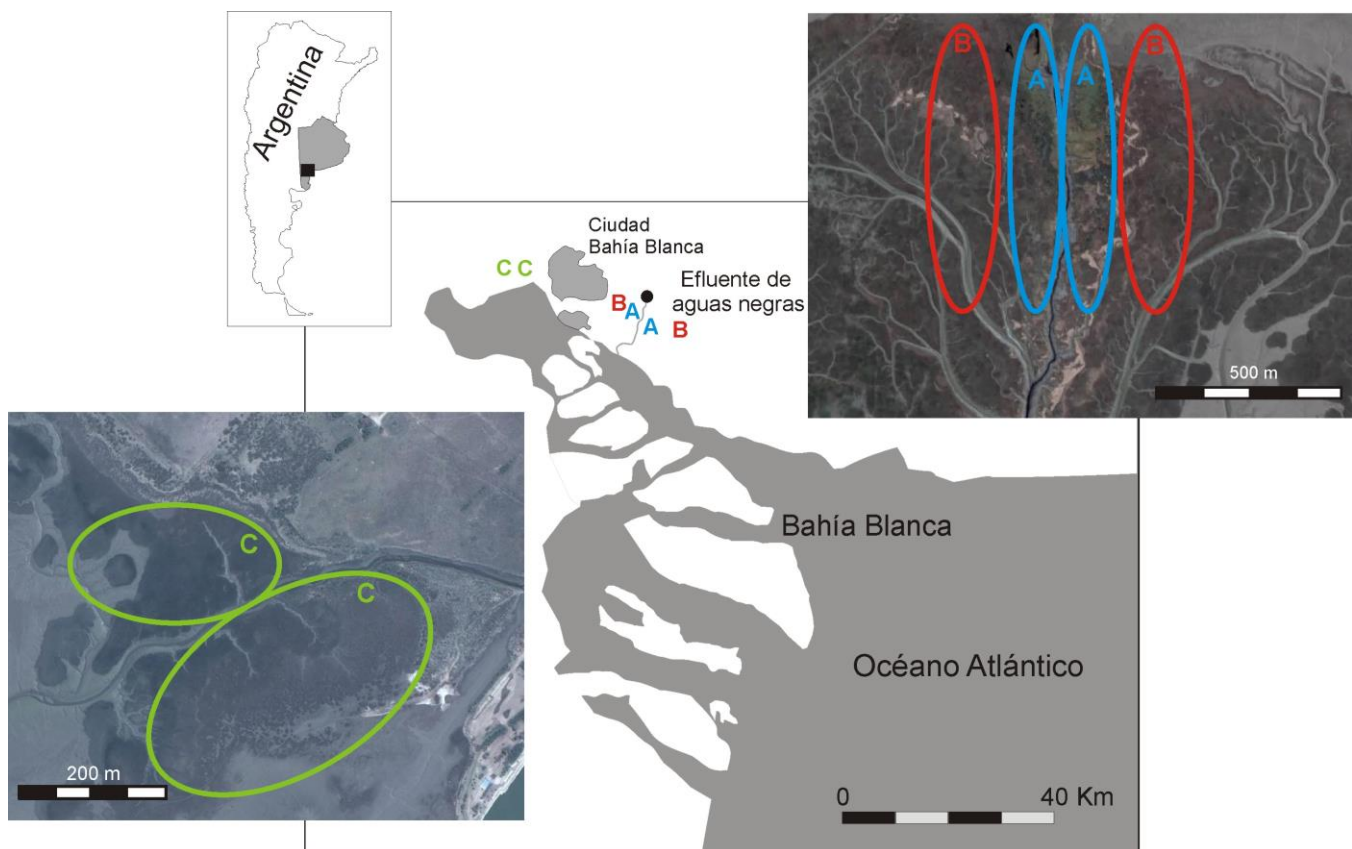 Argentina
B
A
A
B
500 m
Ciudad
Bahía Blanca
C C
Efluente de
aguas negras
B
A
A
B
C
C
200 m
Bahía Blanca
Océano Atlántico
0
40 Km